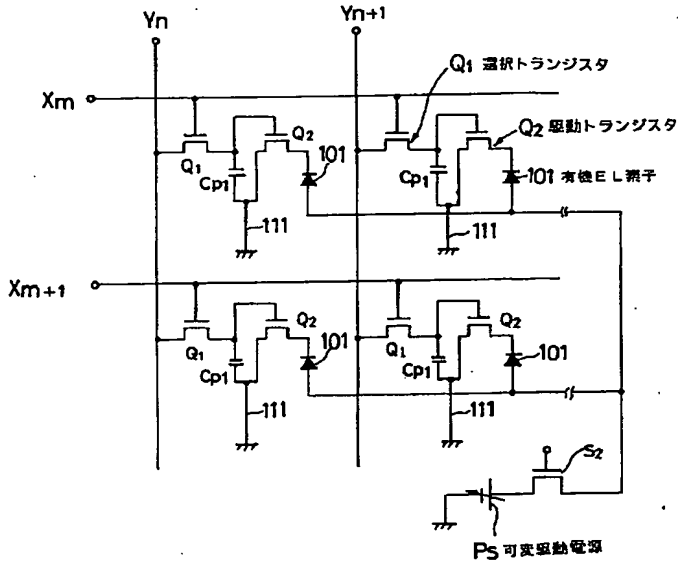 Yn
Yn+1
Xm
Q1 選択トランジスタ
Q2
Q2 駆動トランジスタ
101
Q1
Cp1
Cp1
101 有機EL素子
111
111
Xm+1
Q2
Q2
101
Q1
Q1
101
Cp1
Cp1
111
111
S2
Ps 可変駆動電源